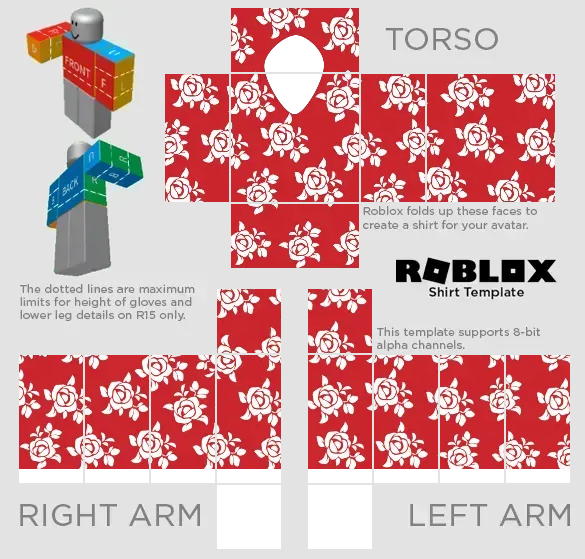 TORSO
FRONT
F
L
U
D
R
Roblox folds up these faces to
create a shirt for your avatar.
BACK
U
R
B
ROBLOX
Shirt Template
The dotted lines are maximum
limits for height of gloves and
lower leg details on R15 only.
This template supports 8-bit
alpha channels.
RIGHT ARM
LEFT ARM